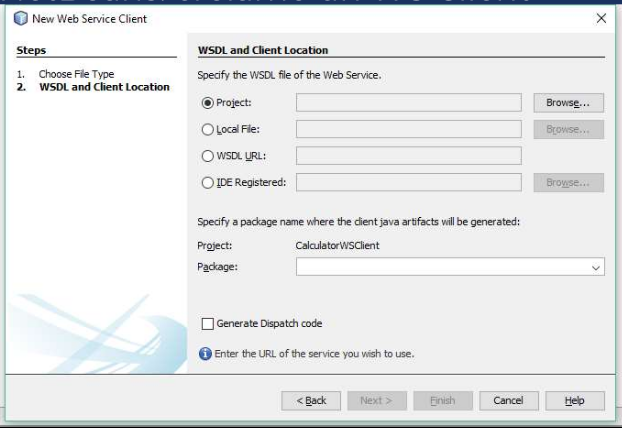 New Web Service Client
Steps
1. Choose File Type
2. WSDL and Client Location
WSDL and Client Location
Specify the WSDL file of the Web Service.
Project:
Browse...
Local File:
Browse...
WSDL URL:
IDE Registered:
Browse...
Specify a package name where the client java artifacts will be generated:
Project: CalculatorWSClient
Package:
Generate Dispatch code
Enter the URL of the service you wish to use.
< Back
Next >
Finish
Cancel
Help